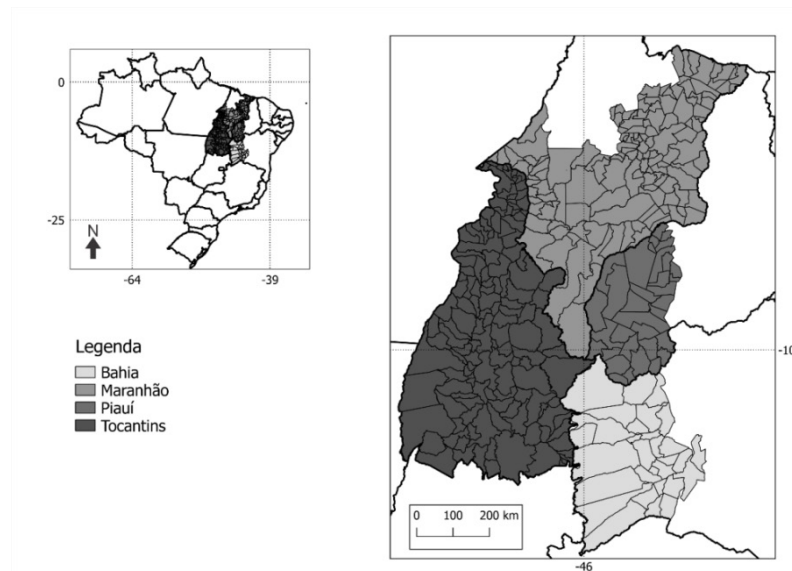 0
-25
N
-64
-39
Legenda
Bahia
Maranhão
Piauí
Tocantins
-10
0 100 200 km
-46